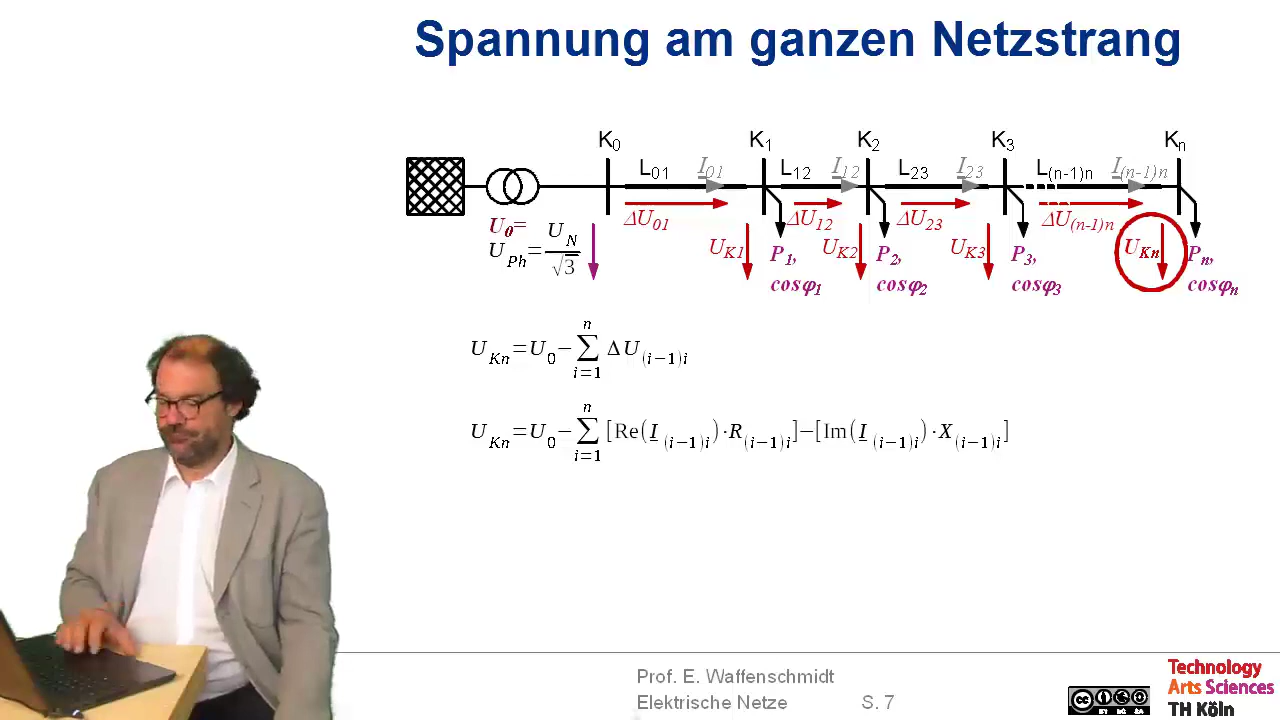 Spannung am ganzen Netzstrang
K0 K1 K2 K3 Kn
L01 I01 L12 I12 L23 I23 L(n-1)n I(n-1)n
ΔU01 ΔU12 ΔU23 ΔU(n-1)n
U0=
UPh=UN/√3
UK1 UK2 UK3 UKn
P1, P2, P3, Pn,
cosφ1 cosφ2 cosφ3 cosφn
UKn=U0−∑(i=1)^n ΔU(i−1)i
UKn=U0−∑(i=1)^n [Re(I(i−1)i)·R(i−1)i]−[Im(I(i−1)i)·X(i−1)i]
Prof. E. Waffenschmidt
Elektrische Netze S. 7
Technology
Arts Sciences
TH Köln
cc